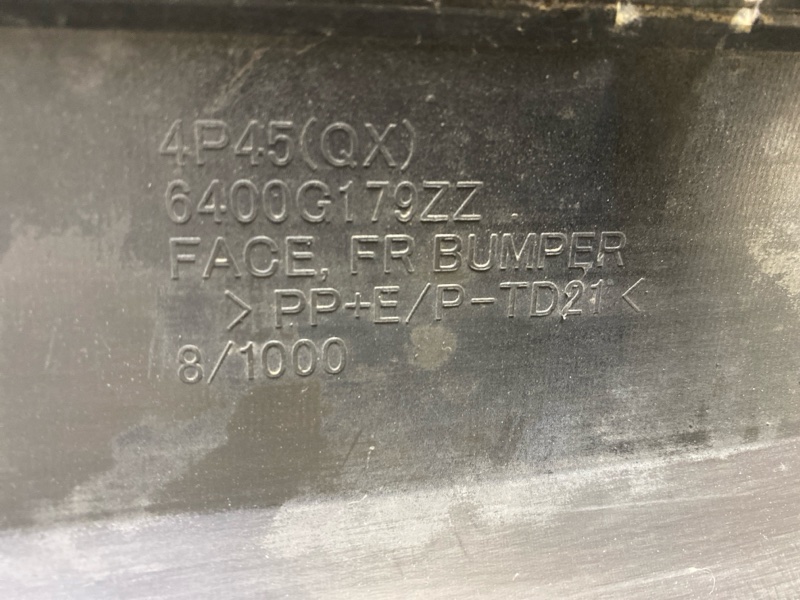 4P45(QX)
6400G179ZZ
FACE, FR BUMPER
> PP+E/P-TD21 <
8/1000